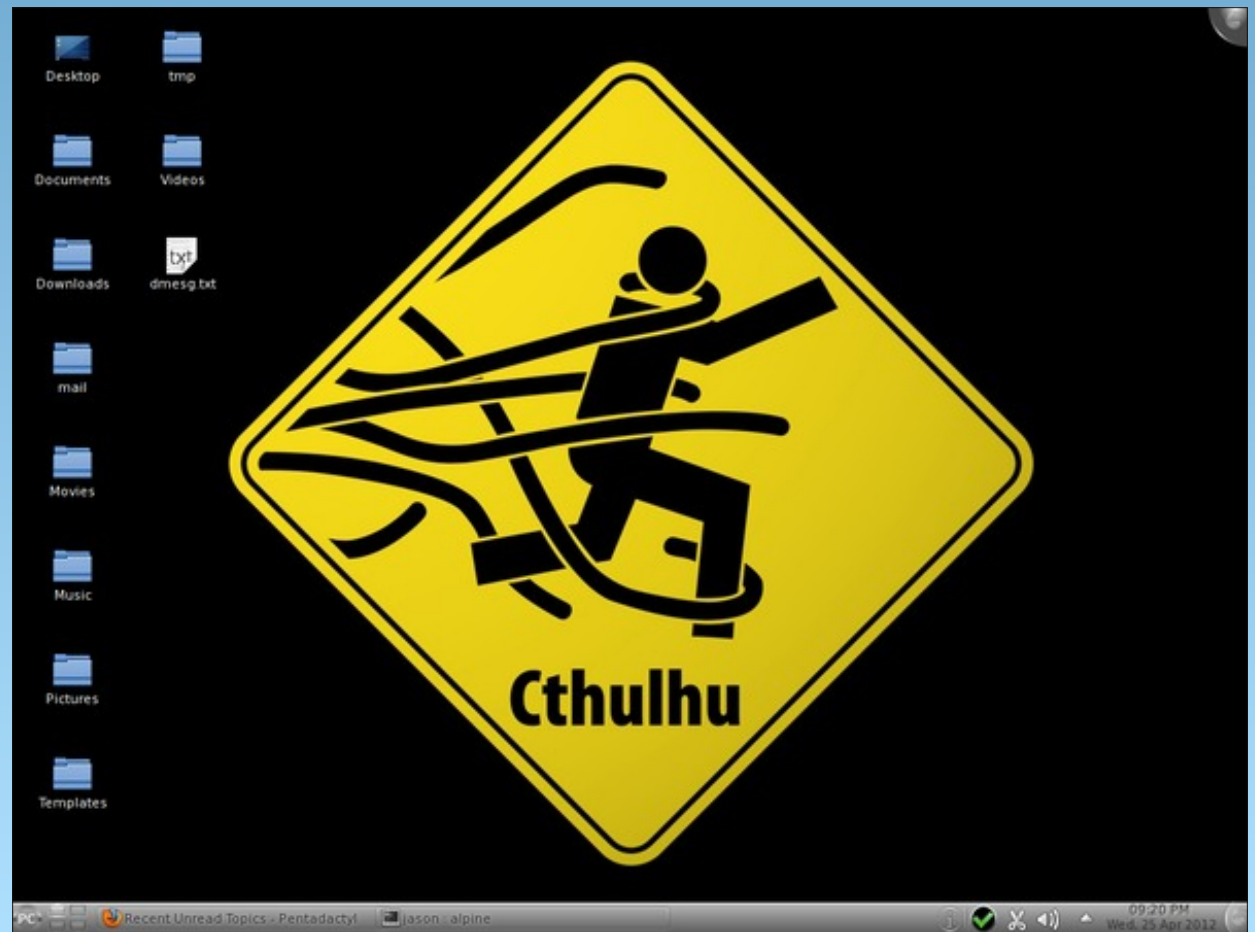 Desktop
tmp
Documents
Videos
txt
Downloads
dmesg.txt
mail
Movies
Music
Pictures
Templates
Cthulhu
PC
Recent Unread Topics - Pentadactyl
jason : alpine
09:20 PM
Wed, 25 Apr 2012